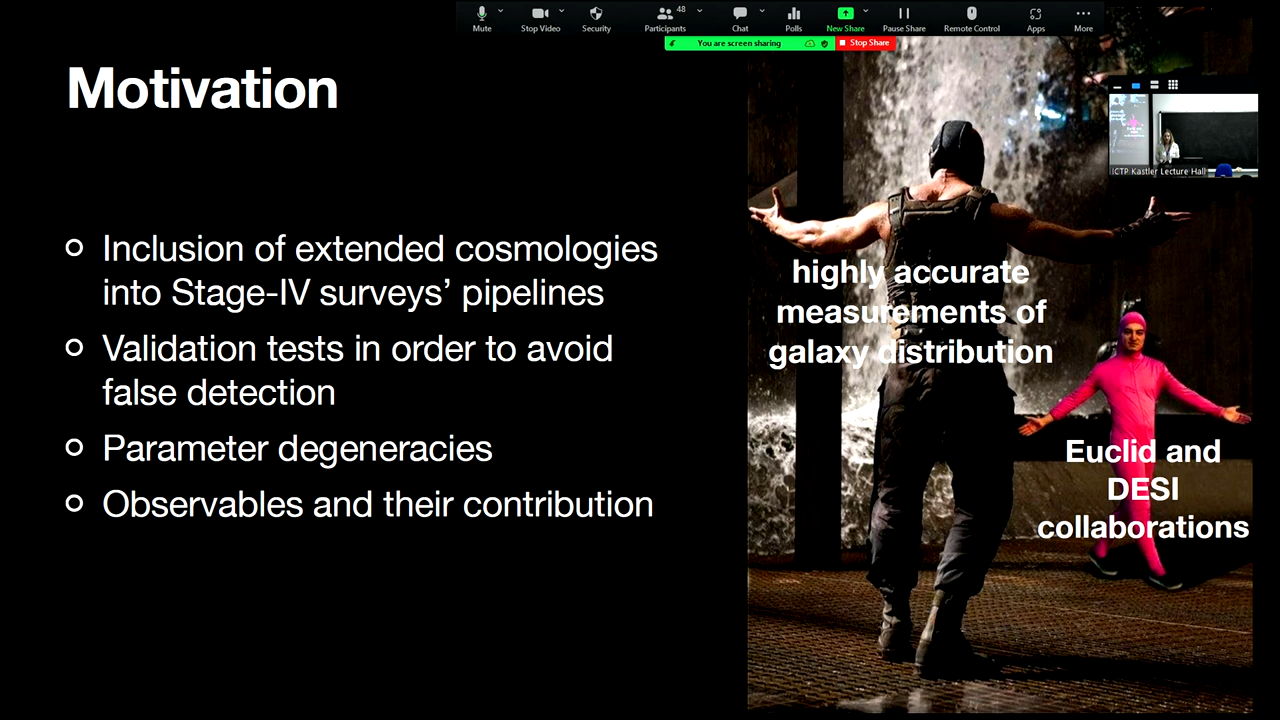 Mute
Stop Video
Security
Participants
48
Chat
Polls
New Share
Pause Share
Remote Control
Apps
More
You are screen sharing
Stop Share
Motivation
ICTP Kastler Lecture Hall
Inclusion of extended cosmologies
into Stage-IV surveys’ pipelines
Validation tests in order to avoid
false detection
Parameter degeneracies
Observables and their contribution
highly accurate
measurements of
galaxy distribution
Euclid and
DESI
collaborations